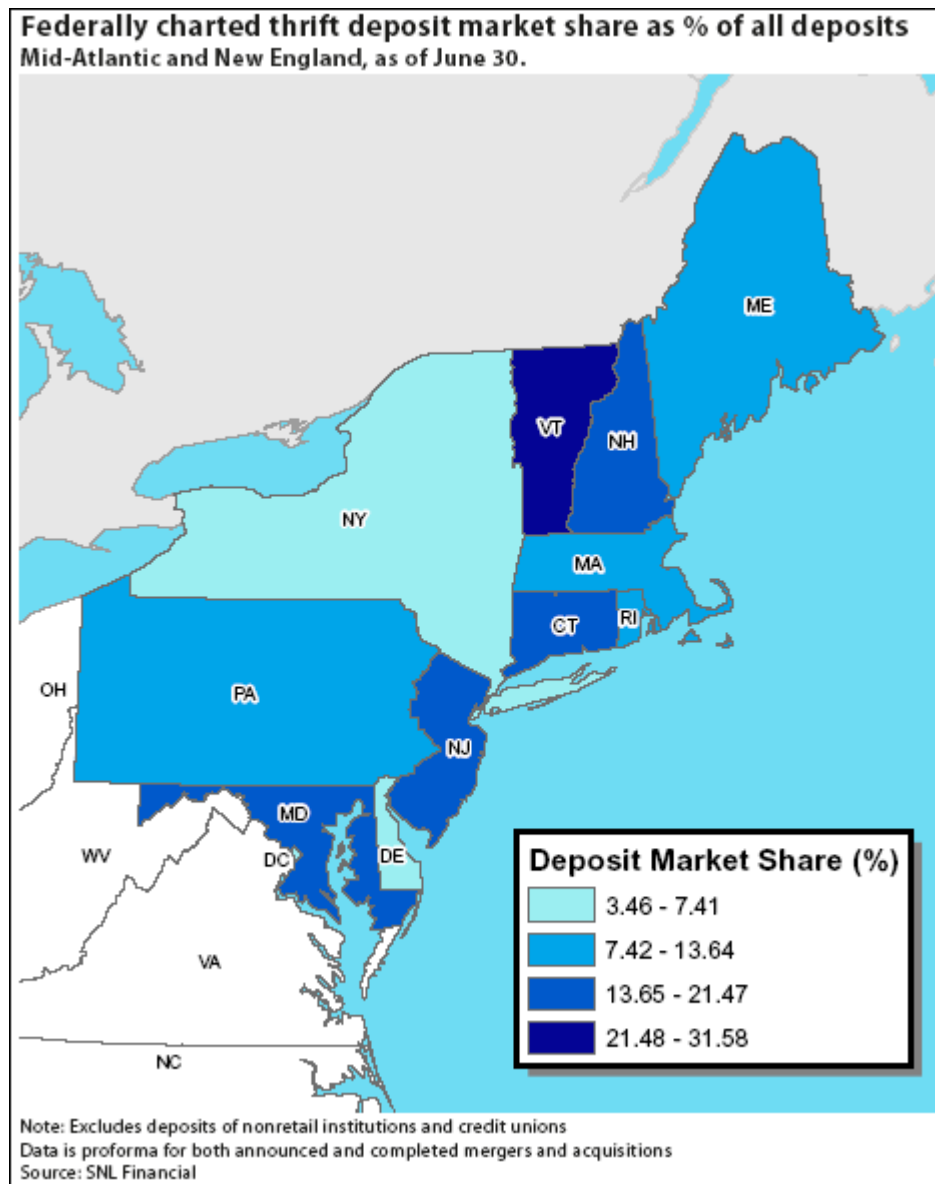 Federally charted thrift deposit market share as % of all deposits
Mid-Atlantic and New England, as of June 30.
ME
VT
NH
NY
MA
CT
RI
PA
OH
NJ
MD
WV
DC
DE
VA
NC
Deposit Market Share (%)
3.46 - 7.41
7.42 - 13.64
13.65 - 21.47
21.48 - 31.58
Note: Excludes deposits of nonretail institutions and credit unions
Data is proforma for both announced and completed mergers and acquisitions
Source: SNL Financial